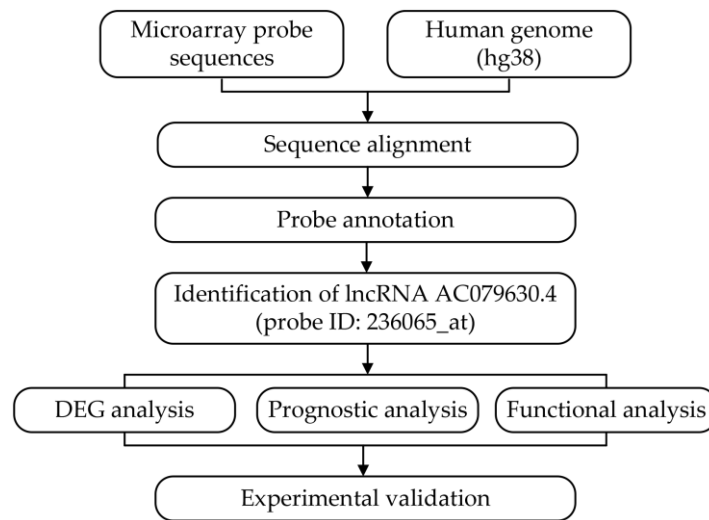 Microarray probe
sequences
Human genome
(hg38)
Sequence alignment
Probe annotation
Identification of lncRNA AC079630.4
(probe ID: 236065_at)
DEG analysis
Prognostic analysis
Functional analysis
Experimental validation